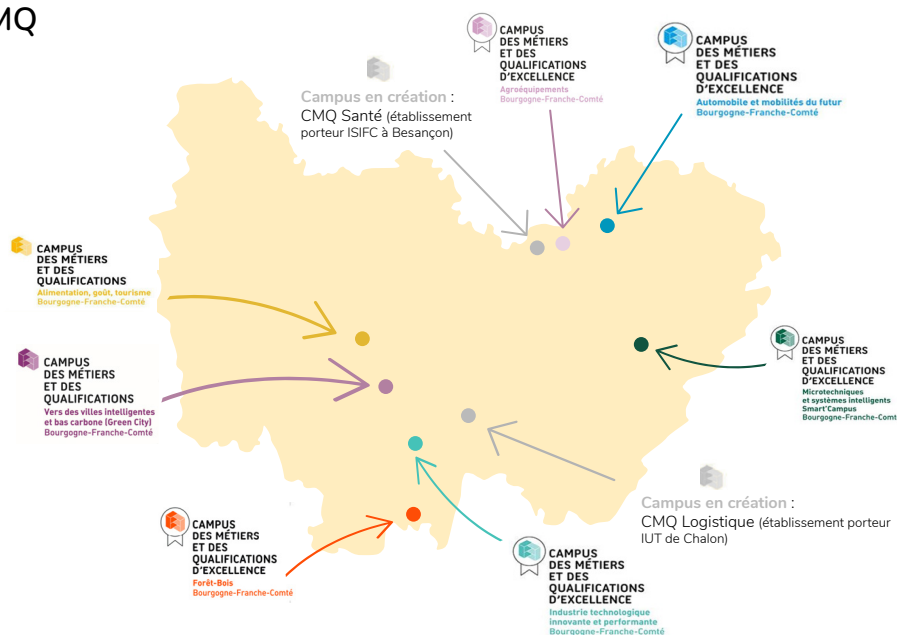 MQ
CAMPUS
DES MÉTIERS
ET DES
QUALIFICATIONS
D'EXCELLENCE
Agroéquipements
Bourgogne-Franche-Comté
CAMPUS
DES MÉTIERS
ET DES
QUALIFICATIONS
D'EXCELLENCE
Automobile et mobilités du futur
Bourgogne-Franche-Comté
Campus en création :
CMQ Santé (établissement
porteur ISIFC à Besançon)
CAMPUS
DES MÉTIERS
ET DES
QUALIFICATIONS
Alimentation, goût, tourisme
Bourgogne-Franche-Comté
CAMPUS
DES MÉTIERS
ET DES
QUALIFICATIONS
Vers des villes intelligentes
et bas carbone (Green City)
Bourgogne-Franche-Comté
CAMPUS
DES MÉTIERS
ET DES
QUALIFICATIONS
D'EXCELLENCE
Microtechniques
et systèmes intelligents
Smart'Campus
Bourgogne-Franche-Comt
Campus en création :
CMQ Logistique (établissement porteur
IUT de Chalon)
CAMPUS
DES MÉTIERS
ET DES
QUALIFICATIONS
D'EXCELLENCE
Forêt-Bois
Bourgogne-Franche-Comté
CAMPUS
DES MÉTIERS
ET DES
QUALIFICATIONS
D'EXCELLENCE
Industrie technologique
innovante et performante
Bourgogne-Franche-Comté